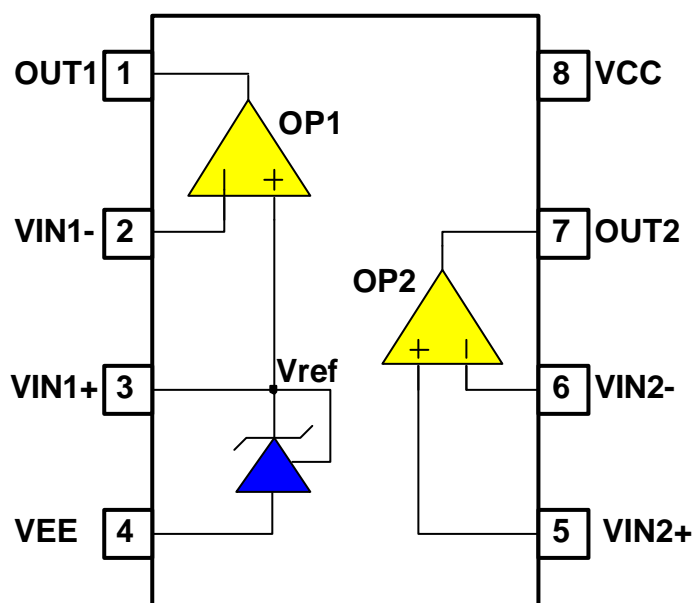 OUT1 1 8 VCC
OP1
VIN1- 2 7 OUT2
OP2
VIN1+ 3 Vref 6 VIN2-
VEE 4 5 VIN2+